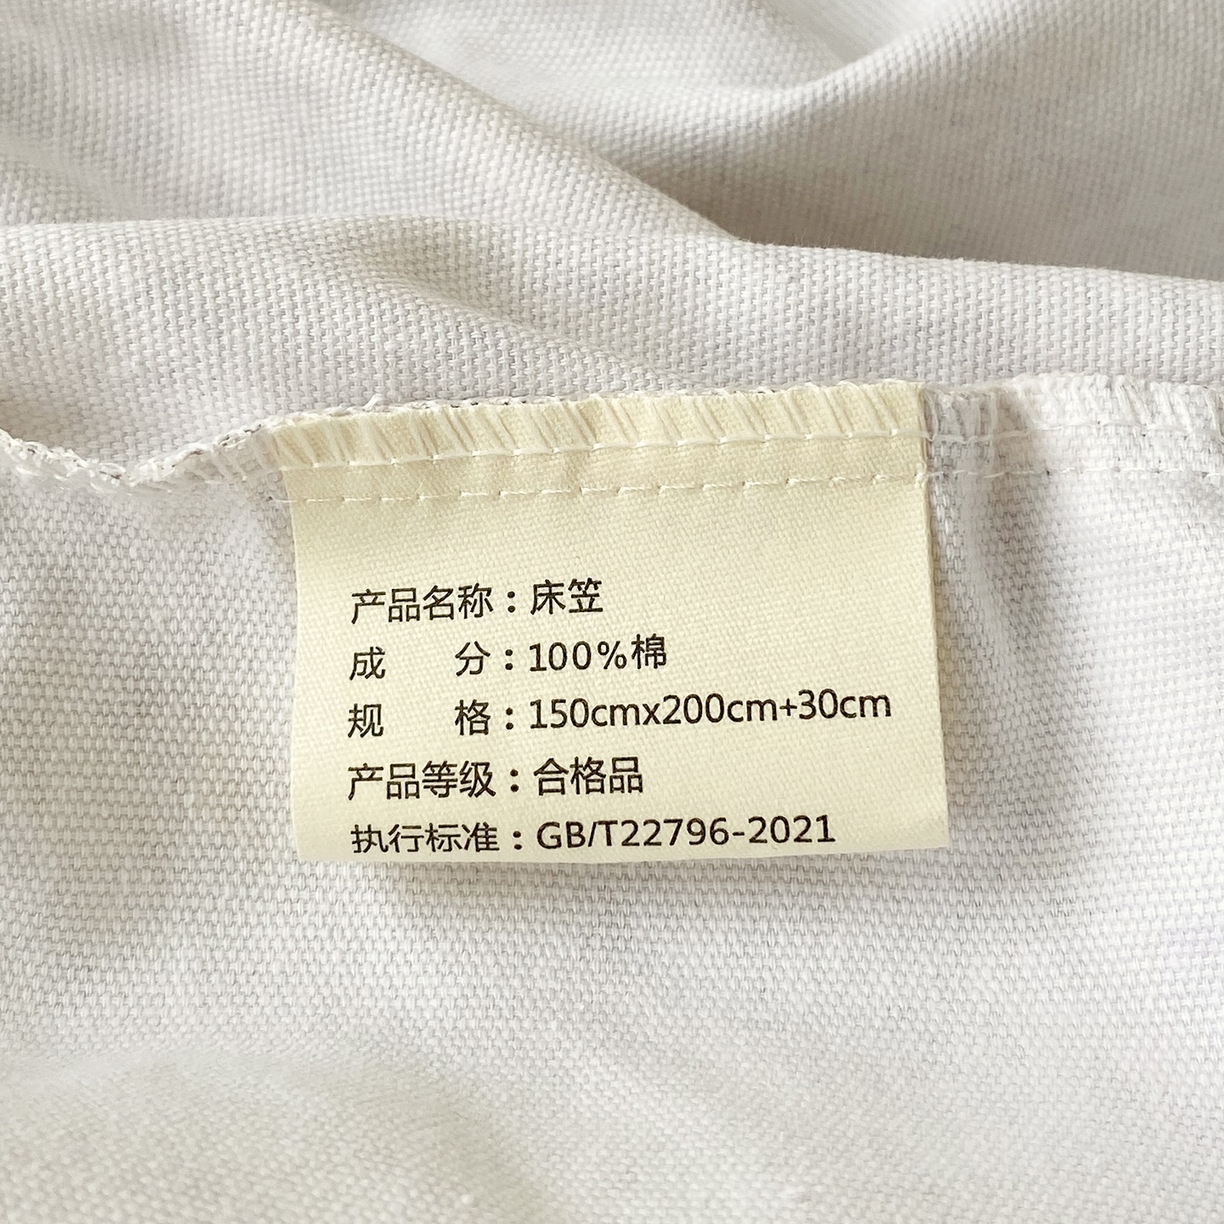 产品名称：床笠
成　　分：100%棉
规　　格：150cmx200cm+30cm
产品等级：合格品
执行标准：GB/T22796-2021